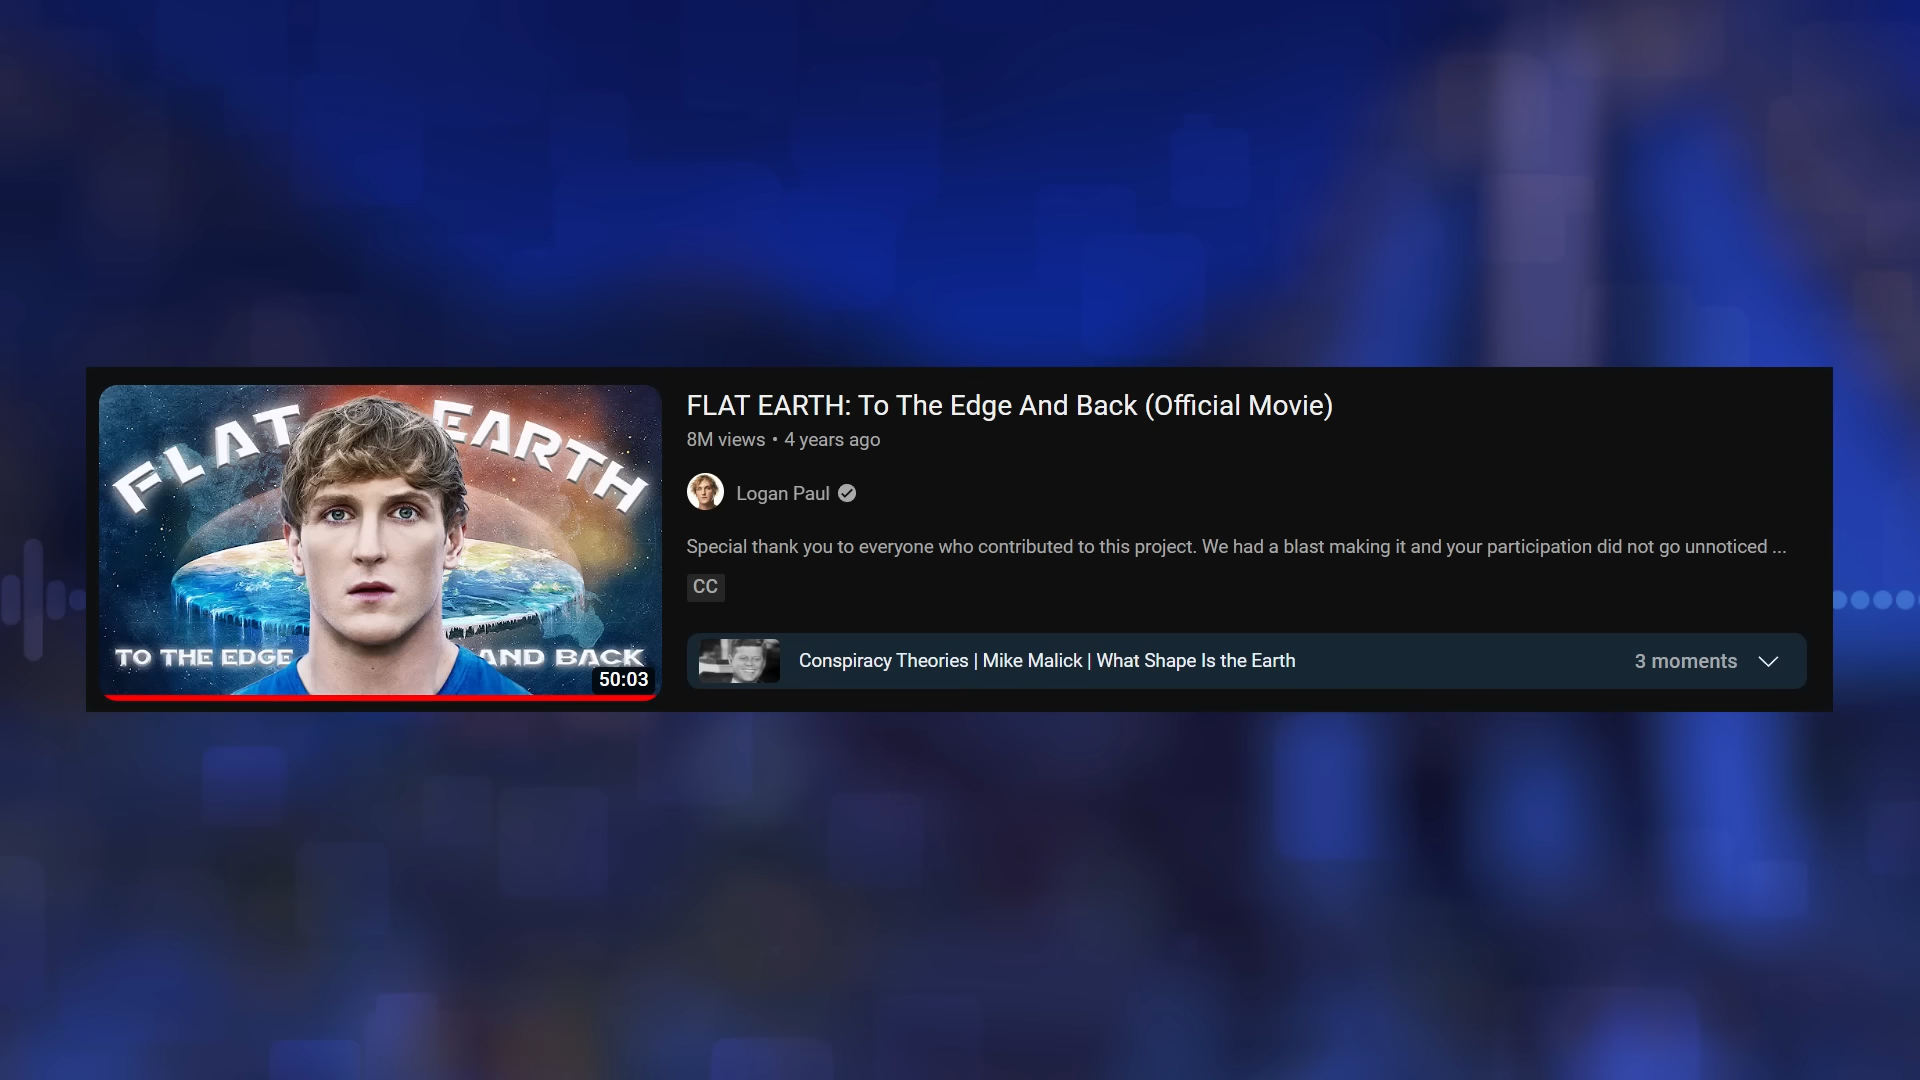 FLAT EARTH
TO THE EDGE AND BACK
50:03
FLAT EARTH: To The Edge And Back (Official Movie)
8M views • 4 years ago
Logan Paul
Special thank you to everyone who contributed to this project. We had a blast making it and your participation did not go unnoticed ...
CC
Conspiracy Theories | Mike Malick | What Shape Is the Earth
3 moments